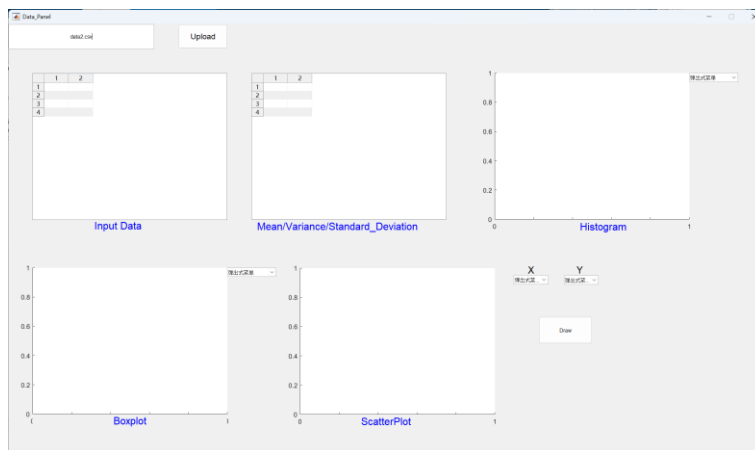 Data_Panel
data2.csv
Upload
1 2
1
2
3
4
Input Data
1 2
1
2
3
4
Mean/Variance/Standard_Deviation
1
0.8
0.6
0.4
0.2
0
0 1
Histogram
弹出式菜单
1
0.8
0.6
0.4
0.2
0
Boxplot
弹出式菜单
1
0.8
0.6
0.4
0.2
0
0 1
ScatterPlot
X Y
弹出式菜... 弹出式菜...
Draw